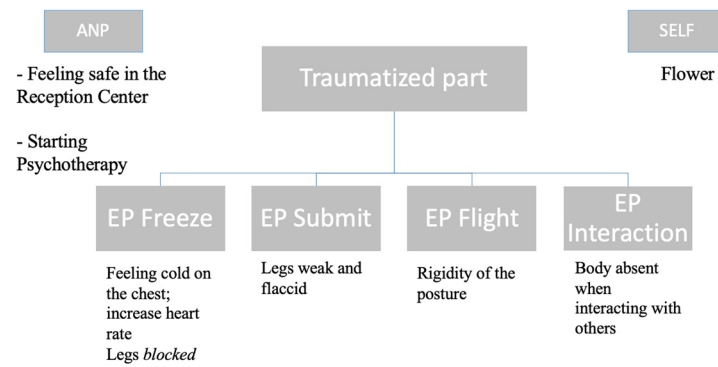 ANP
SELF
- Feeling safe in the
Reception Center
- Starting
Psychotherapy
Traumatized part
Flower
EP Freeze
EP Submit
EP Flight
EP
Interaction
Feeling cold on
the chest;
increase heart
rate
Legs blocked
Legs weak and
flaccid
Rigidity of the
posture
Body absent
when
interacting with
others